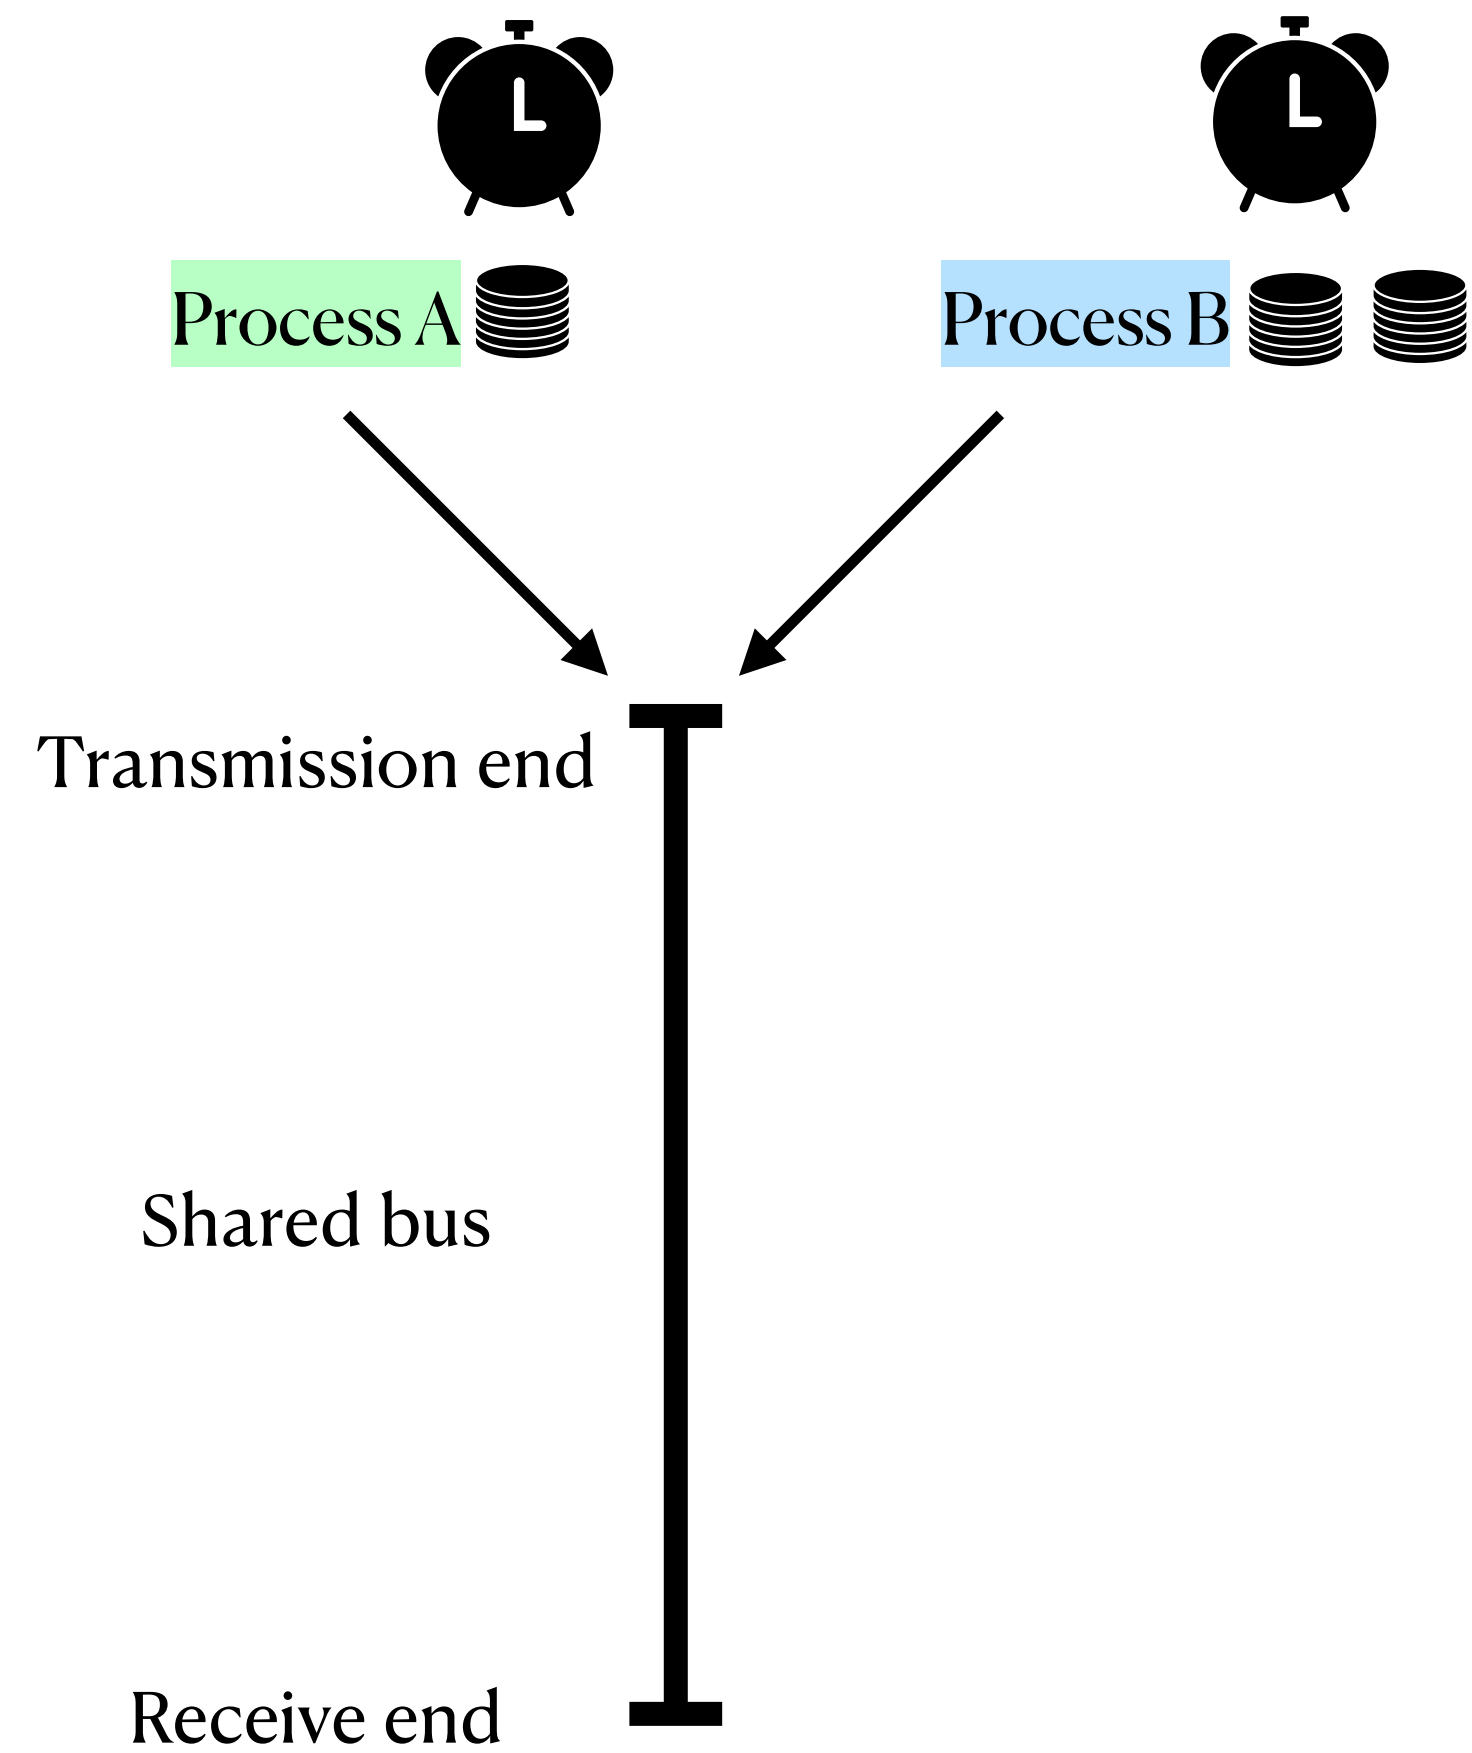 Process A
Process B
Transmission end
Shared bus
Receive end